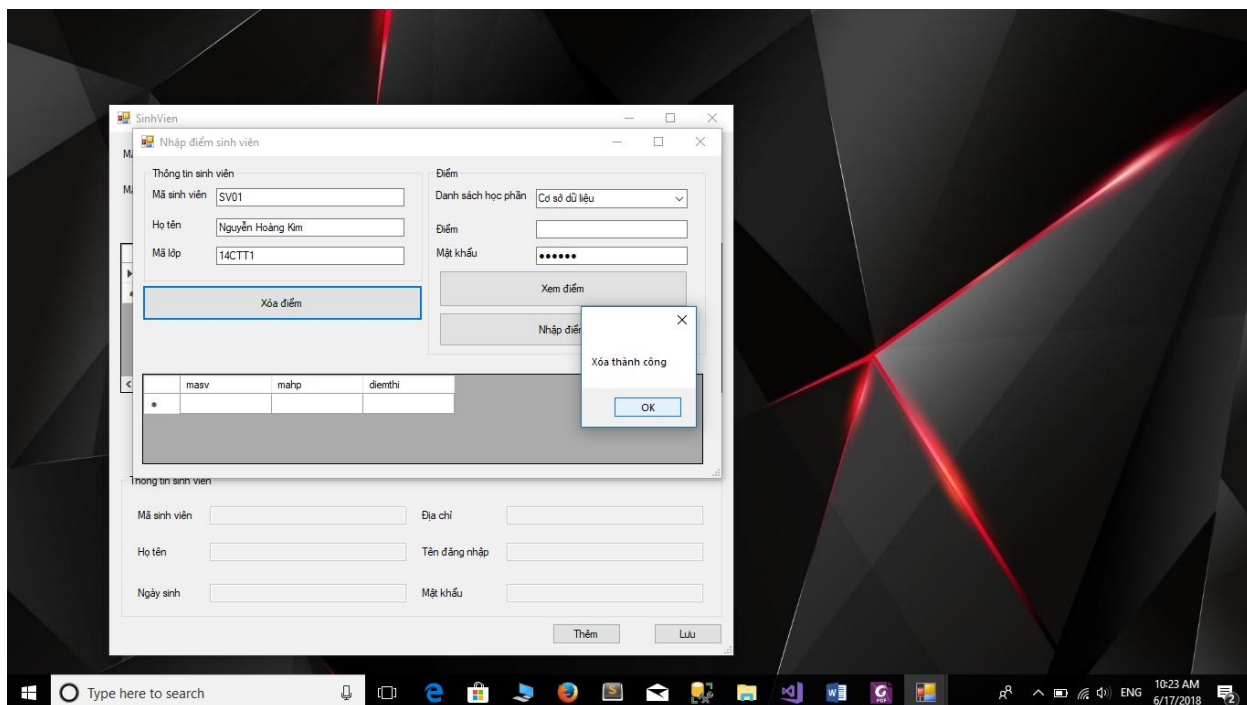 SinhVien
Nhập điểm sinh viên
Thông tin sinh viên
Mã sinh viên SV01
Họ tên Nguyễn Hoàng Kim
Mã lớp 14CTT1
Xóa điểm
Điểm
Danh sách học phần Cơ sở dữ liệu
Điểm
Mật khẩu ••••••
Xem điểm
Nhập
Xóa thành công
OK
masv mahp diemthi
Thông tin sinh viên
Mã sinh viên Địa chỉ
Họ tên Tên đăng nhập
Ngày sinh Mật khẩu
Thêm Lưu
Type here to search
ENG
10:23 AM
6/17/2018
2